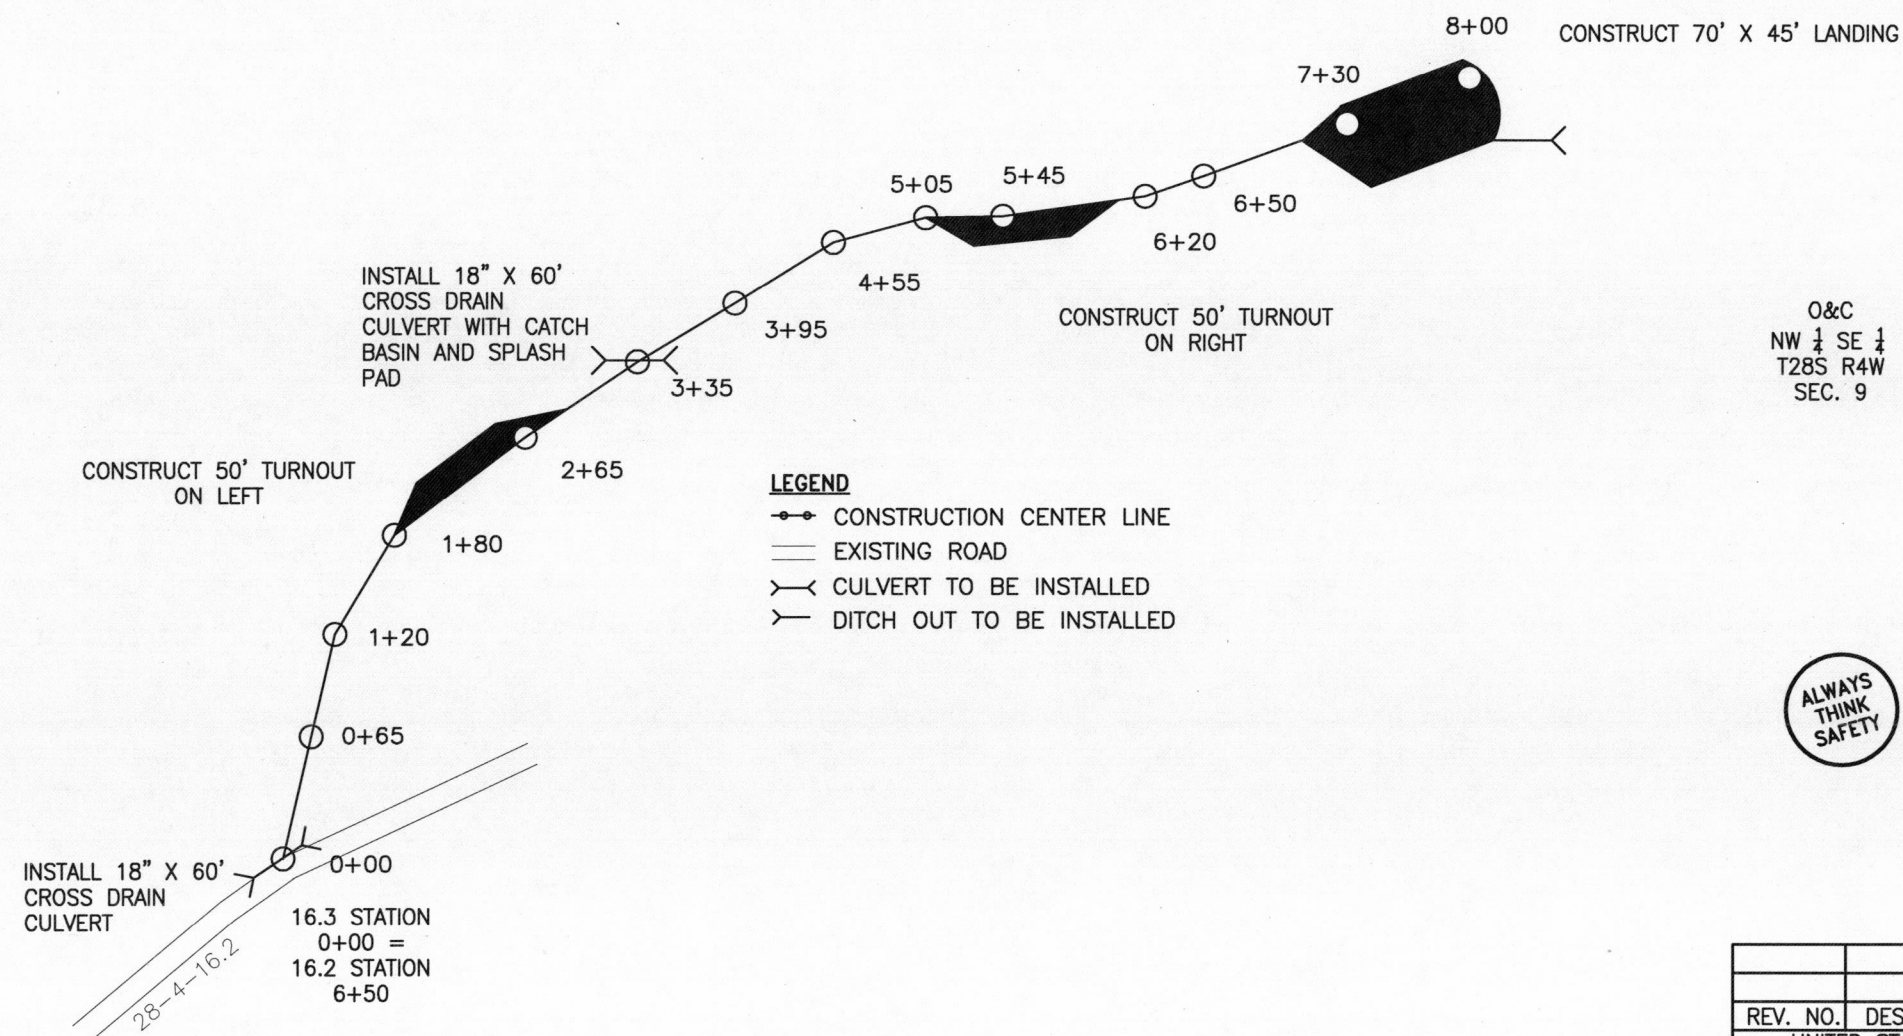 8+00
CONSTRUCT 70' X 45' LANDING
7+30
5+05
5+45
6+50
6+20
4+55
INSTALL 18" X 60'
CROSS DRAIN
CULVERT WITH CATCH
BASIN AND SPLASH
PAD
3+95
CONSTRUCT 50' TURNOUT
ON RIGHT
O&C
NW 1/4 SE 1/4
T28S R4W
SEC. 9
3+35
2+65
CONSTRUCT 50' TURNOUT
ON LEFT
1+80
LEGEND
CONSTRUCTION CENTER LINE
EXISTING ROAD
CULVERT TO BE INSTALLED
DITCH OUT TO BE INSTALLED
1+20
0+65
ALWAYS
THINK
SAFETY
0+00
INSTALL 18" X 60'
CROSS DRAIN
CULVERT
16.3 STATION
0+00 =
16.2 STATION
6+50
28-4-16.2
REV. NO. DES